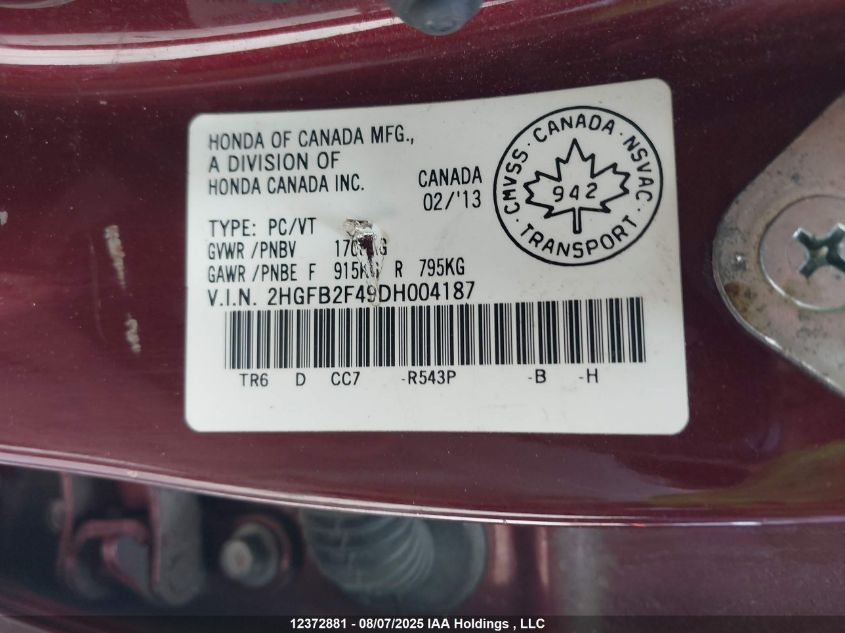 HONDA OF CANADA MFG.,
A DIVISION OF
HONDA CANADA INC.
CANADA
02/'13
TYPE: PC/VT
GVWR /PNBV
GAWR /PNBE F 915KG R 795KG
V.I.N. 2HGFB2F49DH004187
TR6 D CC7 -R543P -B -H
CMVSS · CANADA · NSVAC
942
· TRANSPORT ·
12372881 - 08/07/2025 IAA Holdings , LLC